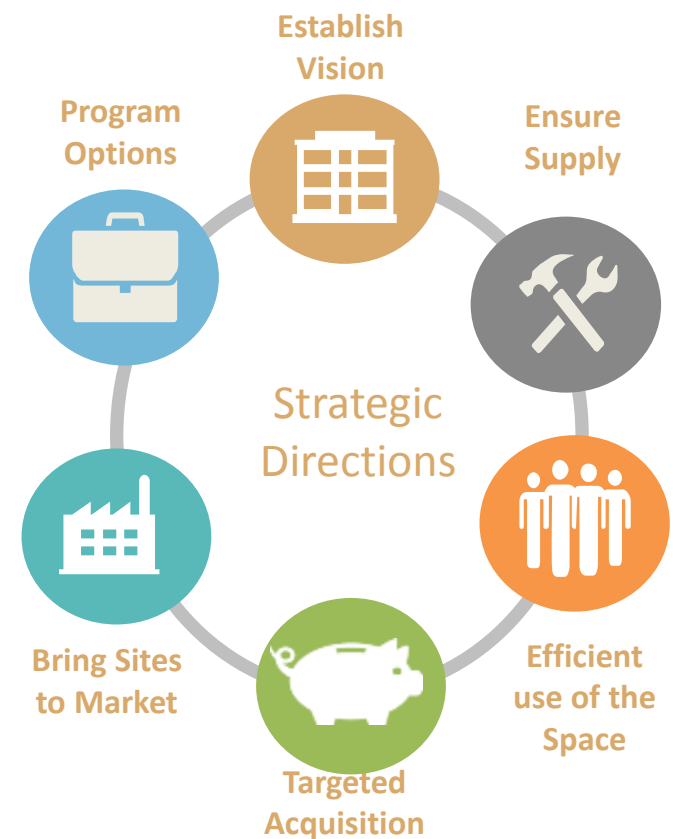 Establish
Vision
Program
Options
Ensure
Supply
Strategic
Directions
Bring Sites
to Market
Efficient
use of the
Space
Targeted
Acquisition